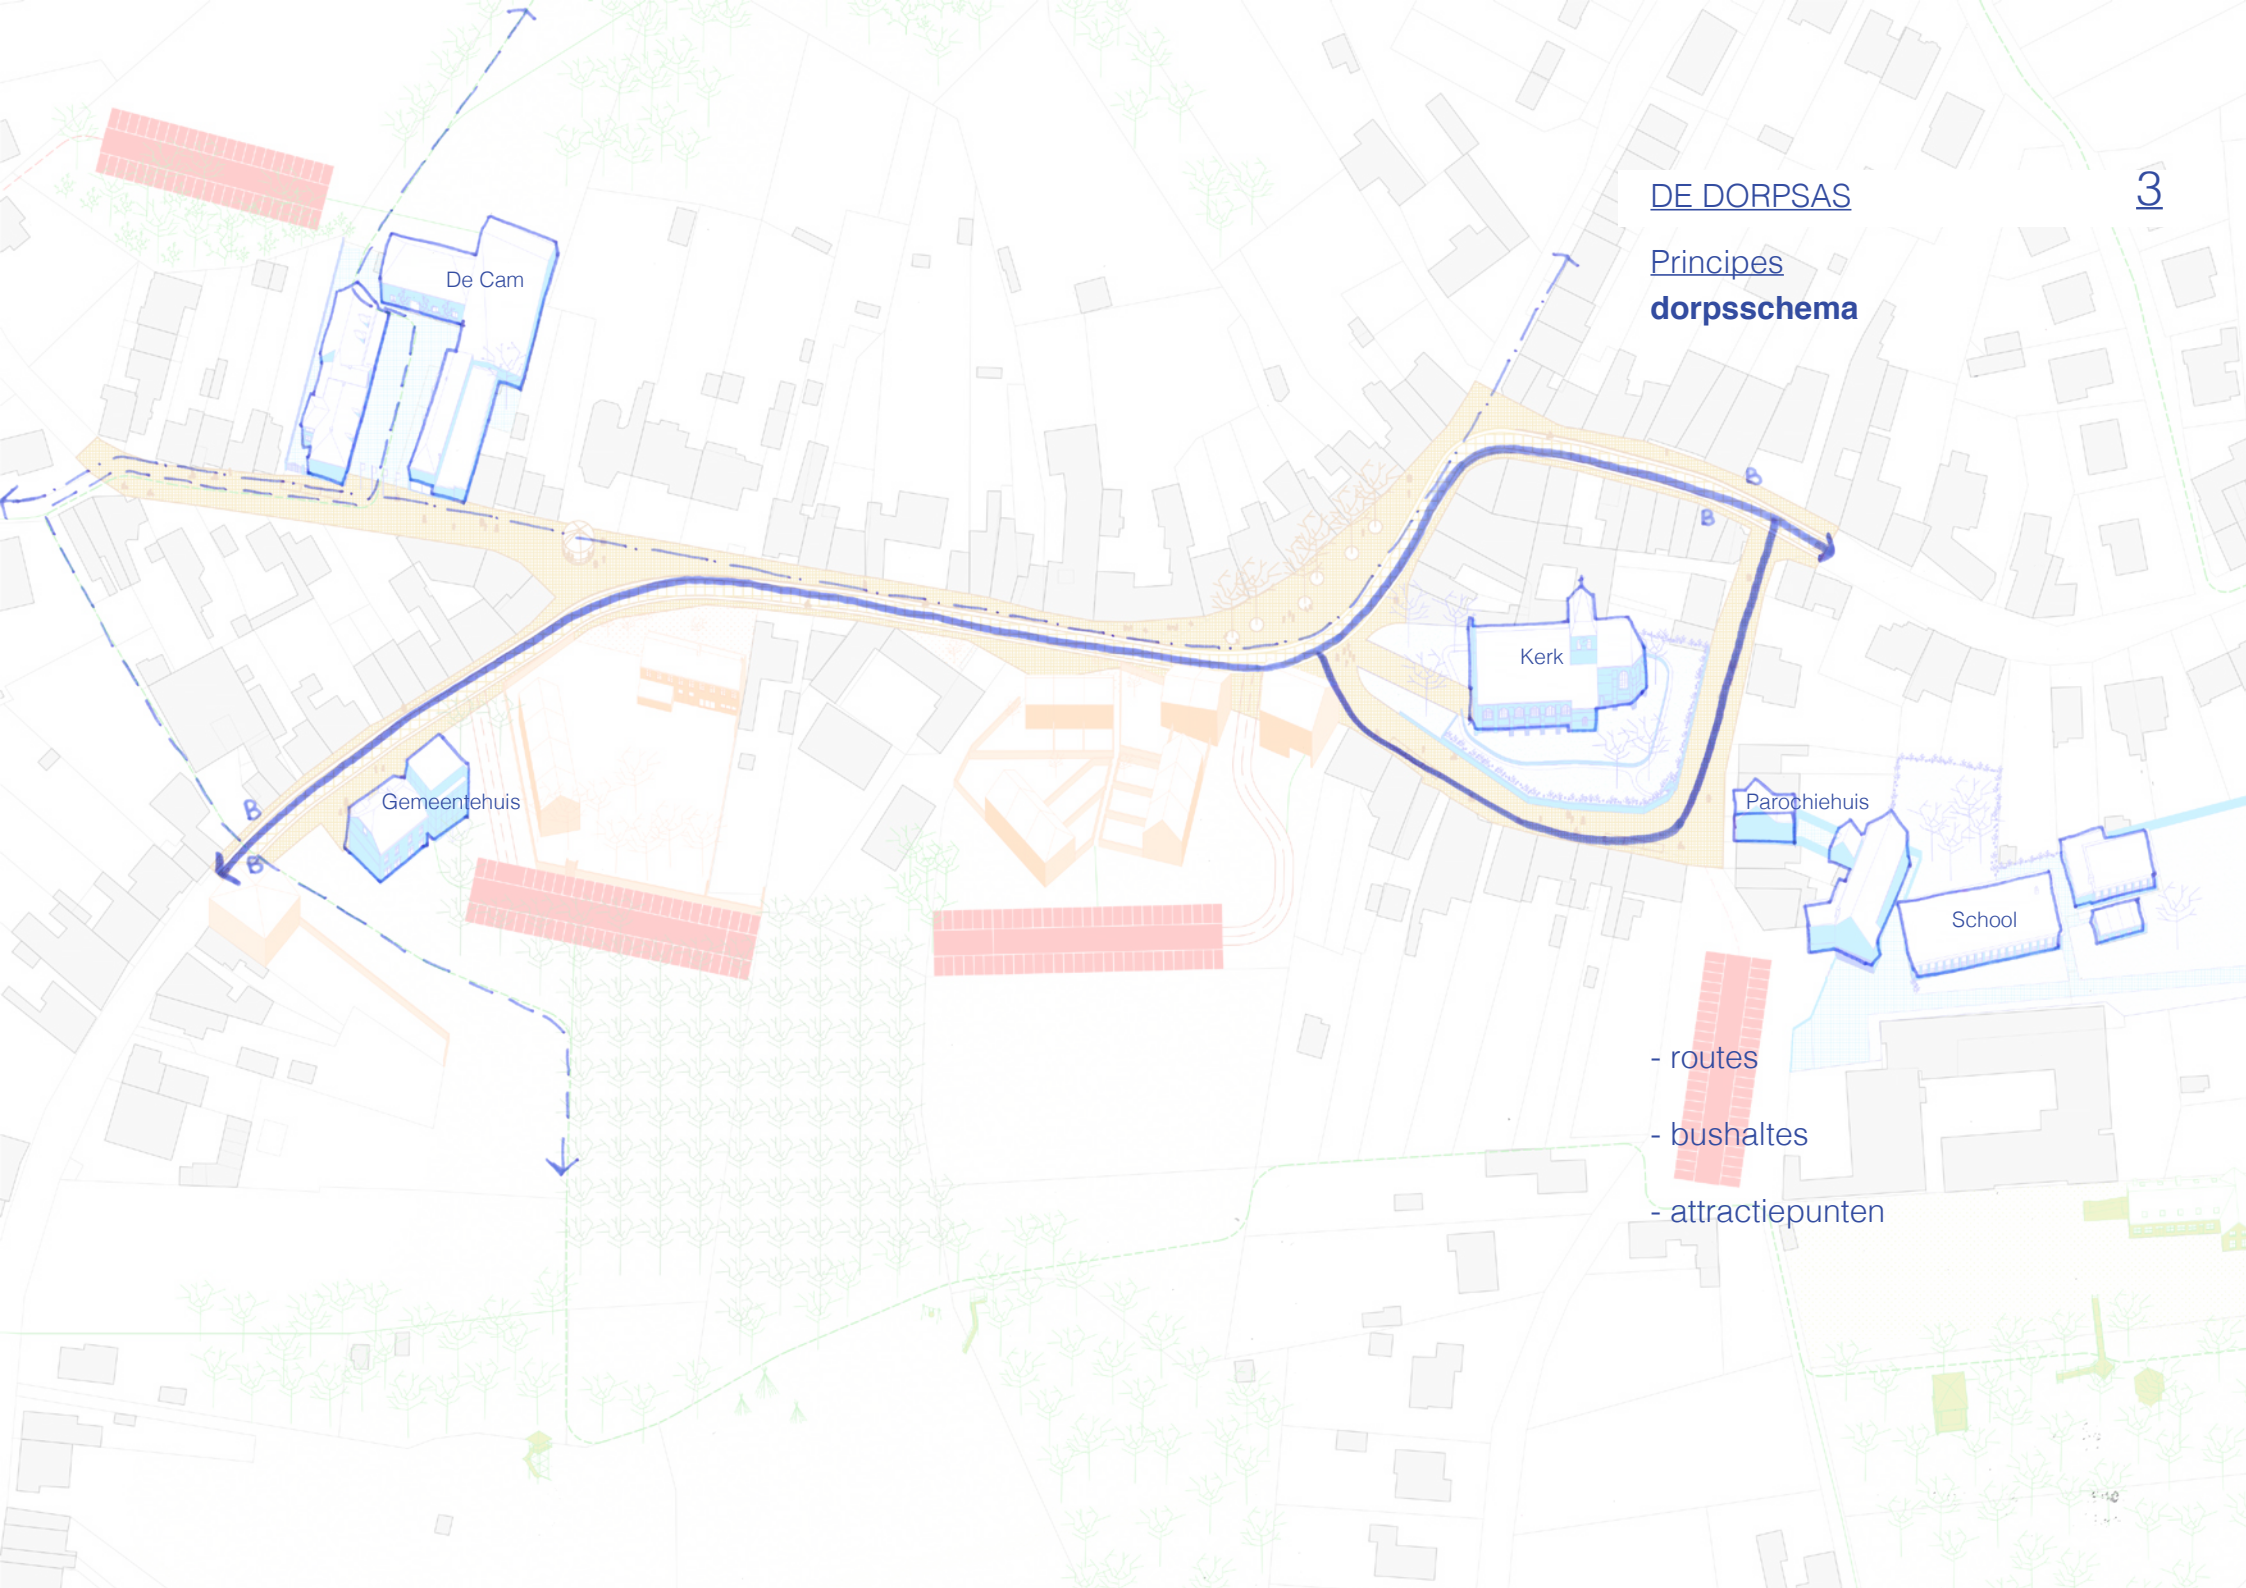 DE DORPSAS
3
Principes
dorpsschema
De Cam
B
B
Kerk
Gemeentehuis
Parochiehuis
B
B
School
- routes
- bushaltes
- attractiepunten